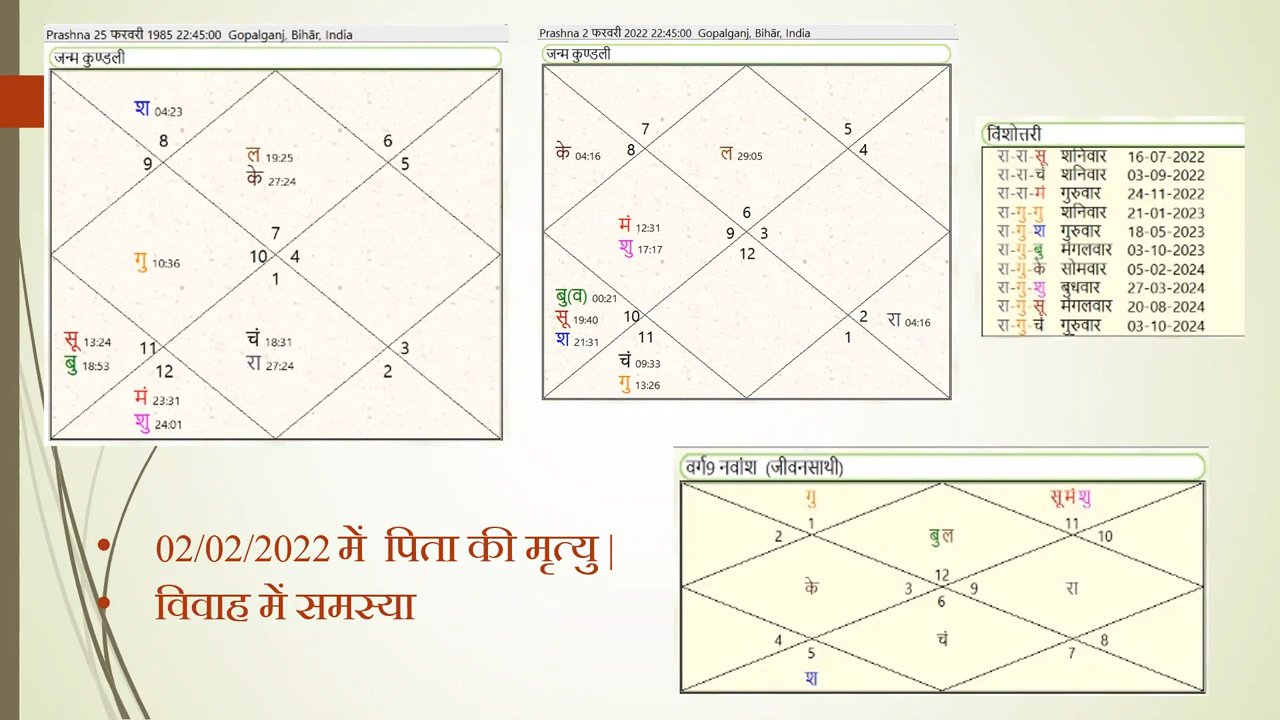 Prashna 25 फरवरी 1985 22:45:00 Gopalganj, Bihār, India
जन्म कुण्डली
श 04:23
8
9
ल 19:25
के 27:24
6
5
7
गु 10:36
10
4
1
सू 13:24
बु 18:53
11
12
चं 18:31
रा 27:24
3
2
मं 23:31
शु 24:01
Prashna 2 फरवरी 2022 22:45:00 Gopalganj, Bihār, India
जन्म कुण्डली
7
के 04:16
8
ल 29:05
5
4
6
मं 12:31
शु 17:17
9
3
12
बु(व) 00:21
सू 19:40
श 21:31
10
11
2
रा 04:16
1
चं 09:33
गु 13:26
विंशोत्तरी
रा-रा-सू शनिवार 16-07-2022
रा-रा-चं शनिवार 03-09-2022
रा-रा-मं गुरुवार 24-11-2022
रा-गु-गु शनिवार 21-01-2023
रा-गु-श गुरुवार 18-05-2023
रा-गु-बु मंगलवार 03-10-2023
रा-गु-के सोमवार 05-02-2024
रा-गु-शु बुधवार 27-03-2024
रा-गु-सू मंगलवार 20-08-2024
रा-गु-चं गुरुवार 03-10-2024
वर्ग9 नवांश (जीवनसाथी)
गु
सू मं शु
1
2
बु ल
11
10
12
के
3
9
रा
6
4
5
चं
8
7
श
• 02/02/2022 में पिता की मृत्यु |
• विवाह में समस्या